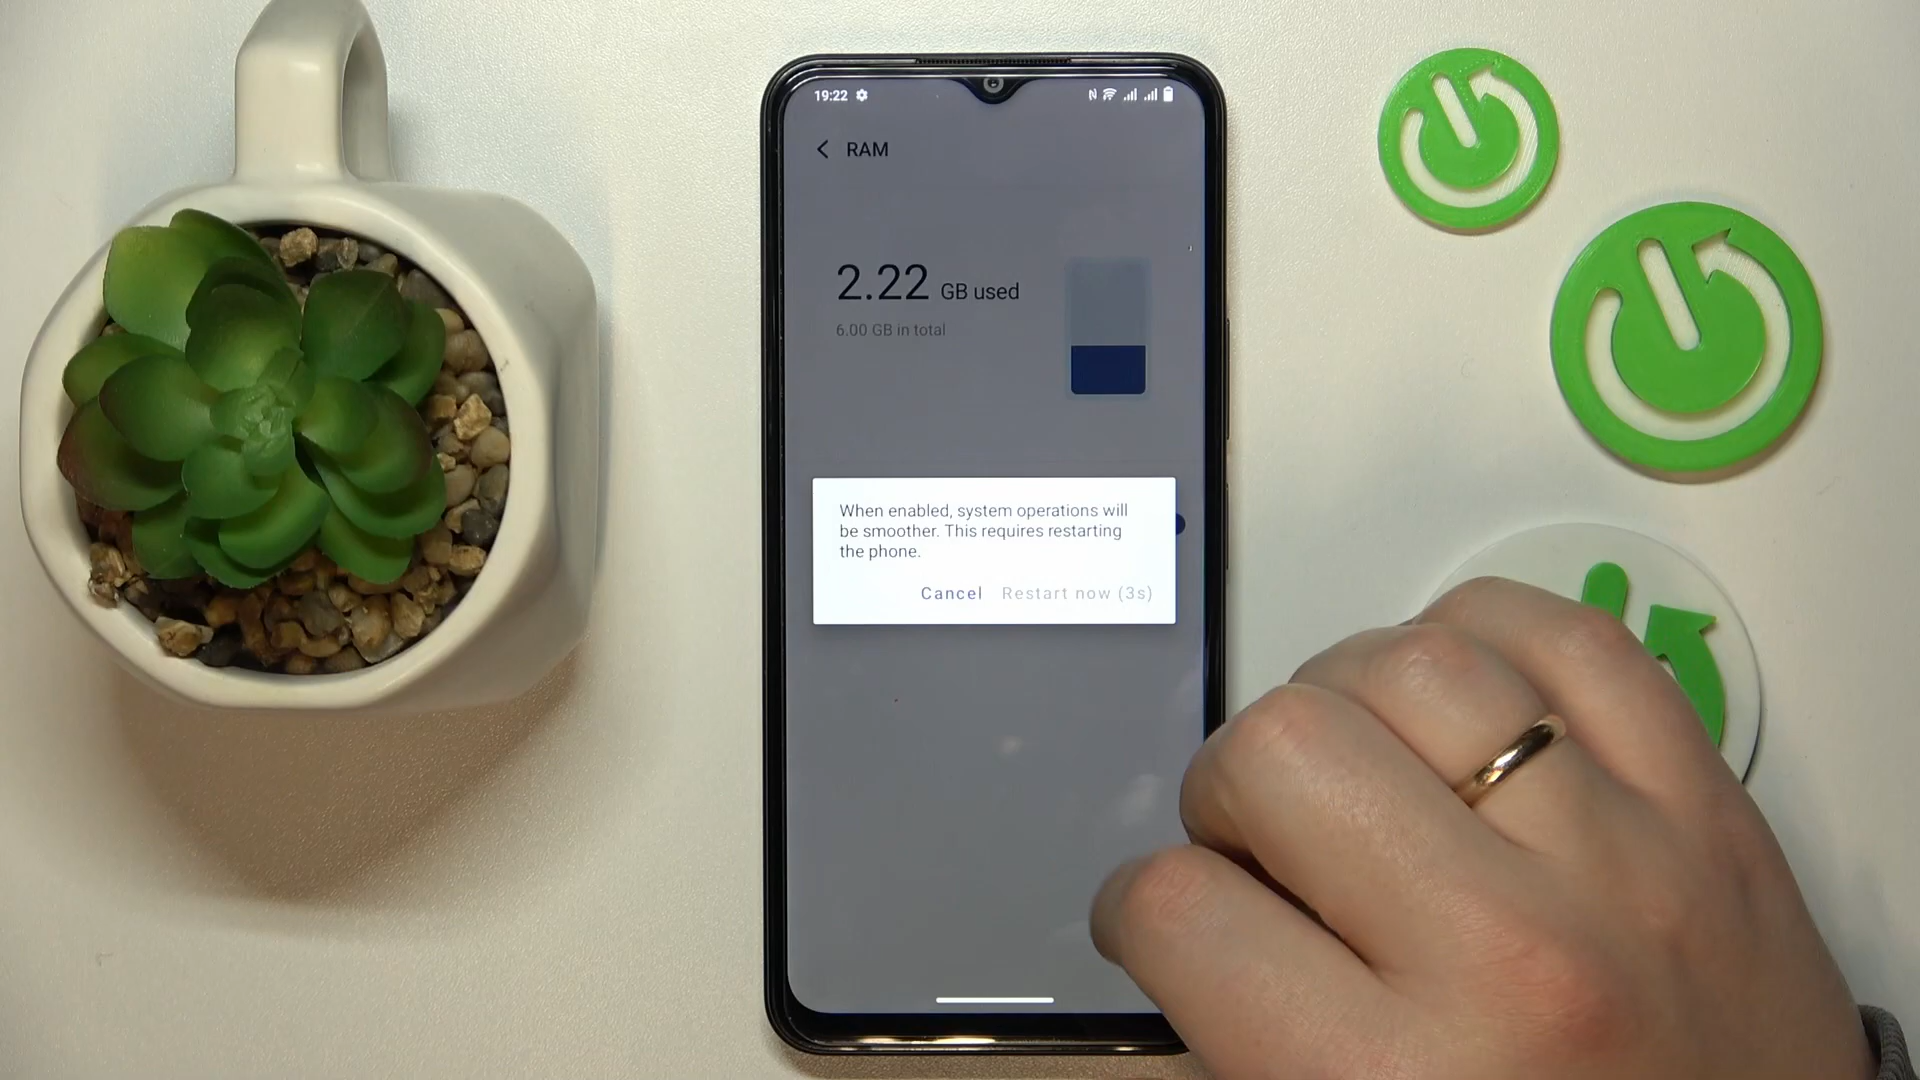 19:22
RAM
2.22 GB used
6.00 GB in total
When enabled, system operations will
be smoother. This requires restarting
the phone.
Cancel Restart now (3s)